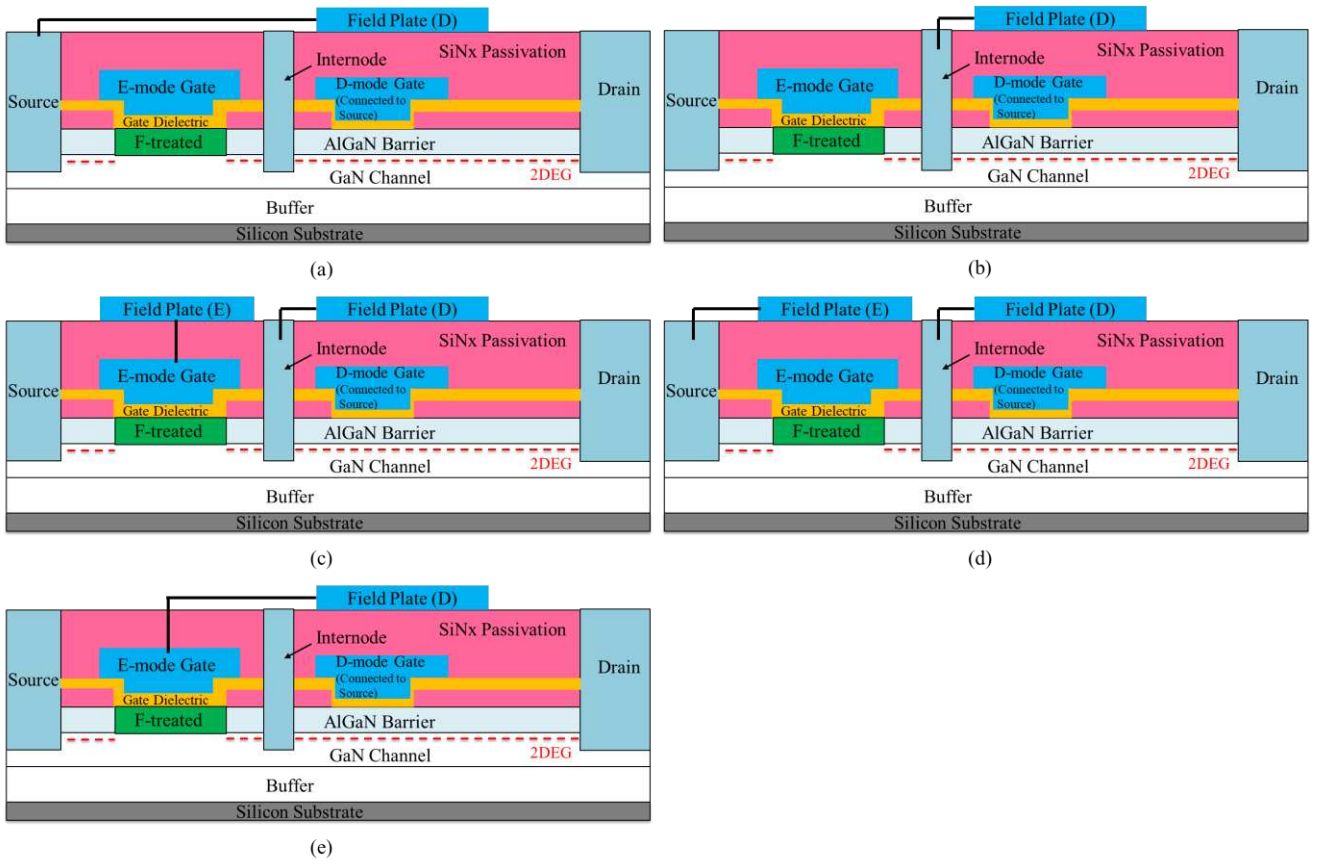 Field Plate (D)
SiNx Passivation
Internode
E-mode Gate
D-mode Gate
(Connected to
Source)
Source
Drain
Gate Dielectric
F-treated
AlGaN Barrier
2DEG
GaN Channel
Buffer
Silicon Substrate
(a)
Field Plate (D)
SiNx Passivation
Internode
E-mode Gate
D-mode Gate
(Connected to
Source)
Source
Drain
Gate Dielectric
F-treated
AlGaN Barrier
2DEG
GaN Channel
Buffer
Silicon Substrate
(b)
Field Plate (E)
Field Plate (D)
SiNx Passivation
Internode
E-mode Gate
D-mode Gate
(Connected to
Source)
Source
Drain
Gate Dielectric
F-treated
AlGaN Barrier
2DEG
GaN Channel
Buffer
Silicon Substrate
(c)
Field Plate (E)
Field Plate (D)
SiNx Passivation
Internode
E-mode Gate
D-mode Gate
(Connected to
Source)
Source
Drain
Gate Dielectric
F-treated
AlGaN Barrier
2DEG
GaN Channel
Buffer
Silicon Substrate
(d)
Field Plate (D)
SiNx Passivation
Internode
E-mode Gate
D-mode Gate
(Connected to
Source)
Source
Drain
Gate Dielectric
F-treated
AlGaN Barrier
2DEG
GaN Channel
Buffer
Silicon Substrate
(e)